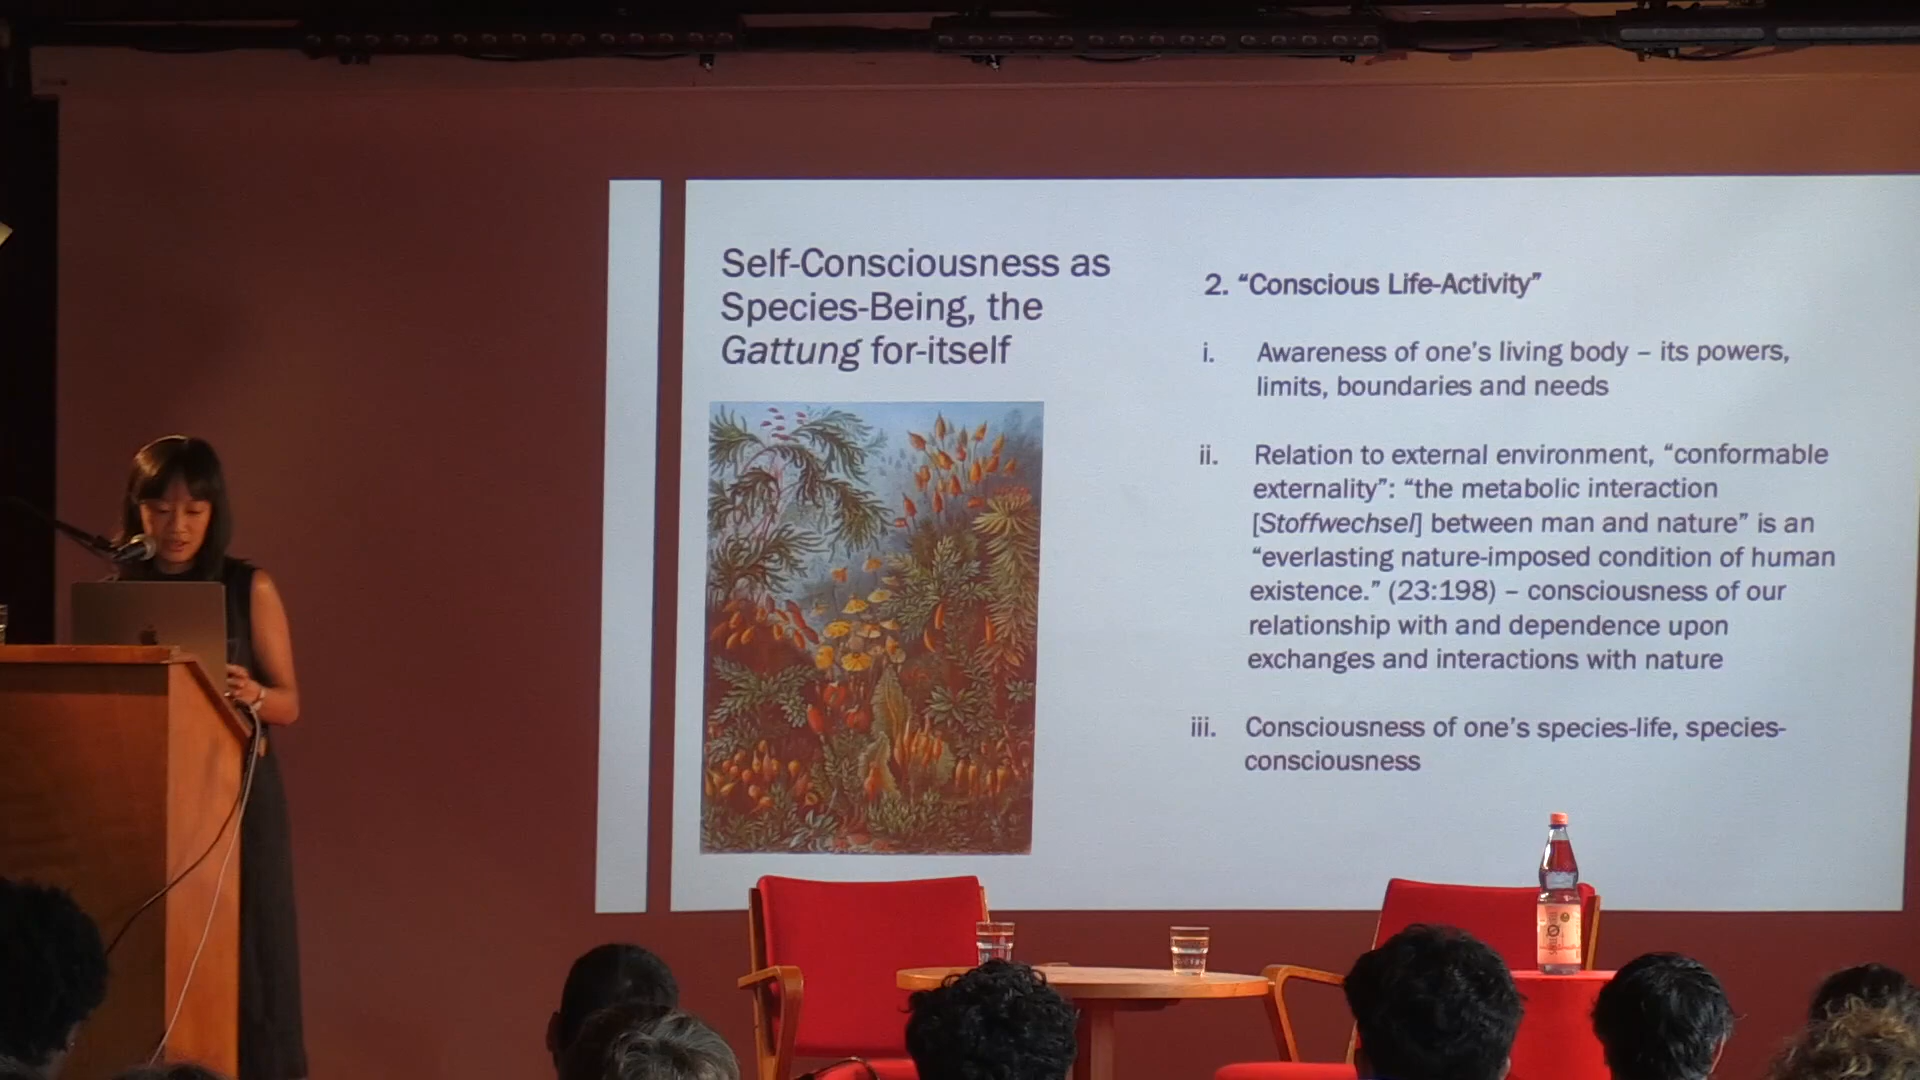 Self-Consciousness as
Species-Being, the
Gattung for-itself
2. “Conscious Life-Activity”
i. Awareness of one’s living body – its powers,
limits, boundaries and needs
ii. Relation to external environment, “conformable
externality”: “the metabolic interaction
[Stoffwechsel] between man and nature” is an
“everlasting nature-imposed condition of human
existence.” (23:198) – consciousness of our
relationship with and dependence upon
exchanges and interactions with nature
iii. Consciousness of one’s species-life, species-
consciousness